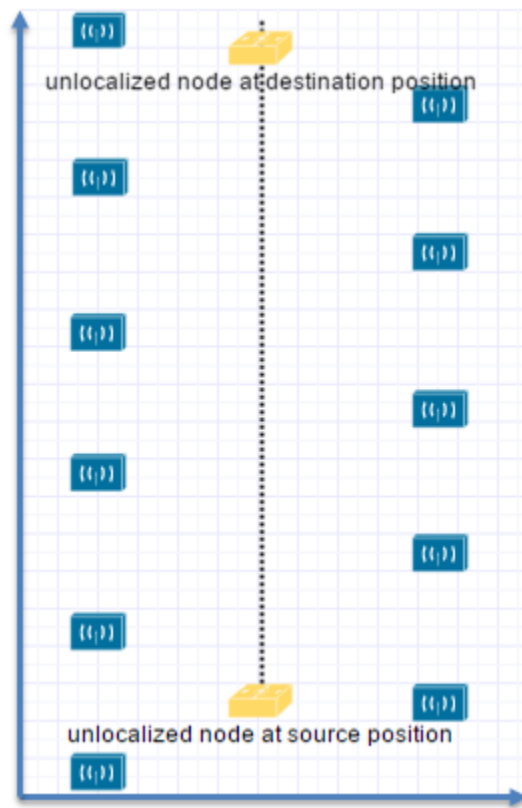 unlocalized node at destination position
unlocalized node at source position